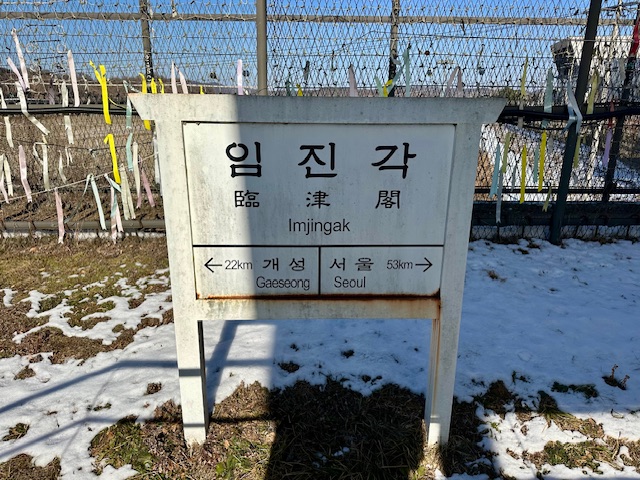 임진각
臨津閣
Imjingak
←22km 개성 서울 53km→
Gaeseong Seoul